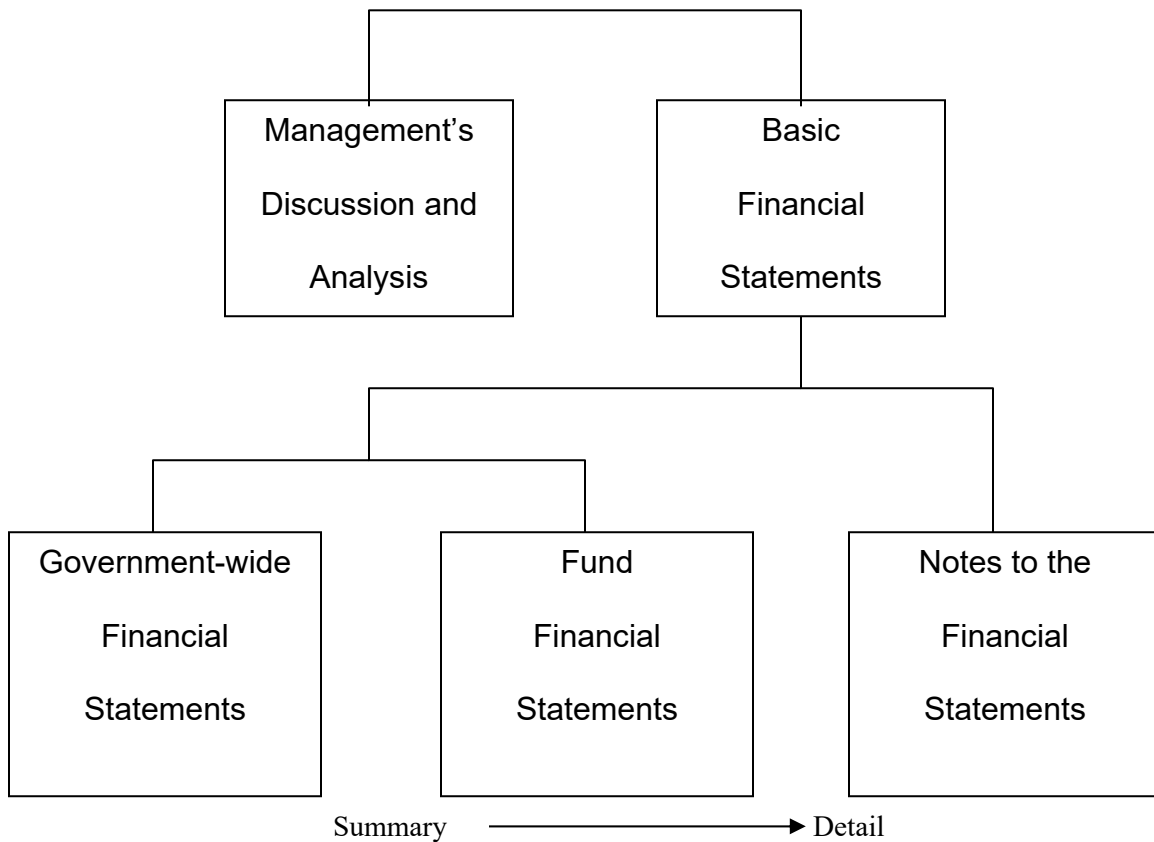 Management’s
Discussion and
Analysis
Basic
Financial
Statements
Government-wide
Financial
Statements
Fund
Financial
Statements
Notes to the
Financial
Statements
Summary
Detail